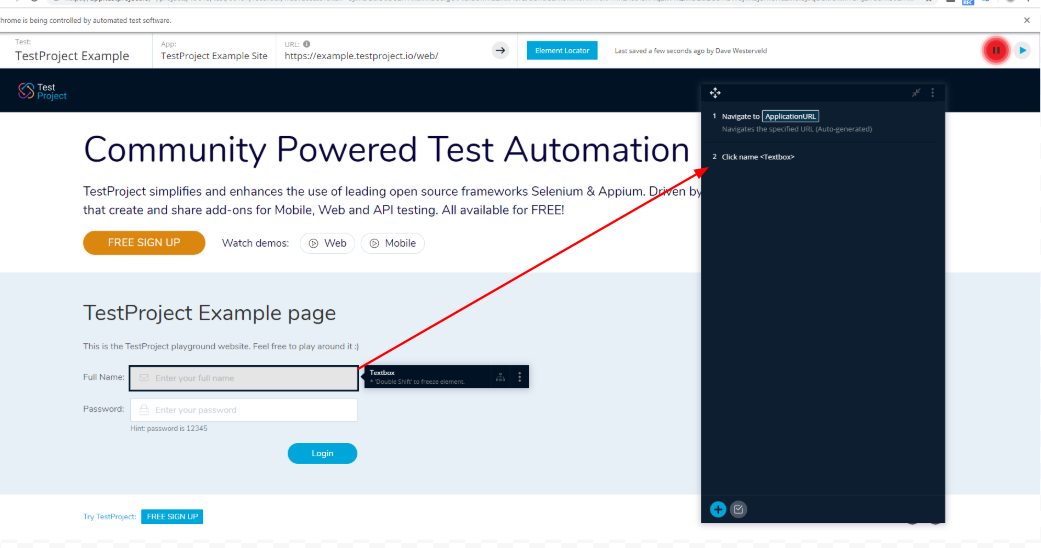 hrome is being controlled by automated test software.
Test:
TestProject Example
App:
TestProject Example Site
URL:
https://example.testproject.io/web/
Element Locator
Last saved a few seconds ago by Dave Westerveld
Test
Project
1 Navigate to ApplicationURL
Navigates the specified URL (Auto-generated)
2 Click name <Textbox>
Community Powered Test Automation
TestProject simplifies and enhances the use of leading open source frameworks Selenium & Appium. Driven by
that create and share add-ons for Mobile, Web and API testing. All available for FREE!
FREE SIGN UP
Watch demos:
Web
Mobile
TestProject Example page
This is the TestProject playground website. Feel free to play around it :)
Full Name:
Enter your full name
Textbox
* 'Double Shift' to freeze element.
Password:
Enter your password
Hint: password is 12345
Login
Try TestProject:
FREE SIGN UP